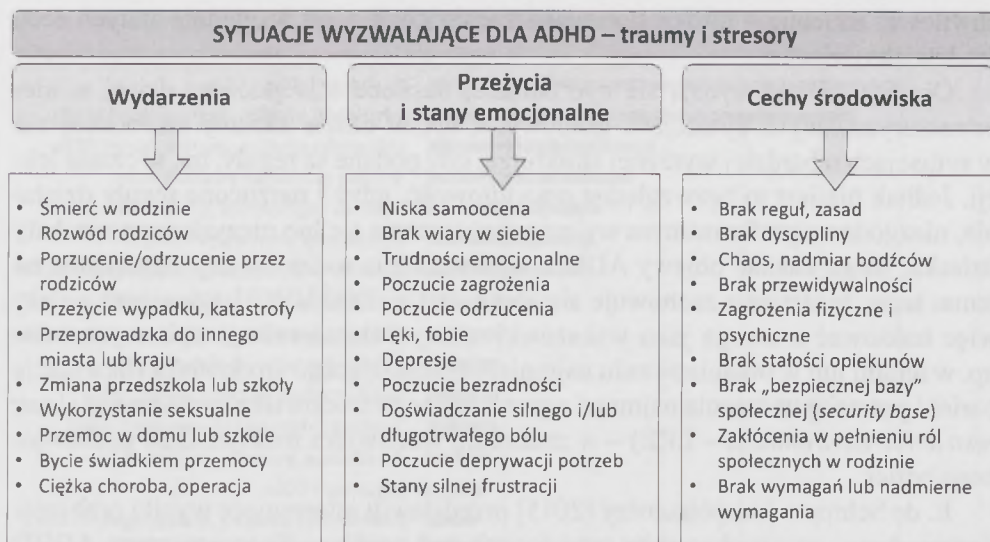 SYTUACJE WYZWALAJĄCE DLA ADHD – traumy i stresory
Wydarzenia
Przeżycia
i stany emocjonalne
Cechy środowiska
• Śmierć w rodzinie
• Rozwód rodziców
• Porzucenie/odrzucenie przez
rodziców
• Przeżycie wypadku, katastrofy
• Przeprowadzka do innego
miasta lub kraju
• Zmiana przedszkola lub szkoły
• Wykorzystanie seksualne
• Przemoc w domu lub szkole
• Bycie świadkiem przemocy
• Ciężka choroba, operacja
• Niska samoocena
• Brak wiary w siebie
• Trudności emocjonalne
• Poczucie zagrożenia
• Poczucie odrzucenia
• Lęki, fobie
• Depresje
• Poczucie bezradności
• Doświadczanie silnego i/lub
długotrwałego bólu
• Poczucie deprywacji potrzeb
• Stany silnej frustracji
• Brak reguł, zasad
• Brak dyscypliny
• Chaos, nadmiar bodźców
• Brak przewidywalności
• Zagrożenia fizyczne i
psychiczne
• Brak stałości opiekunów
• Brak „bezpiecznej bazy”
społecznej (security base)
• Zakłócenia w pełnieniu ról
społecznych w rodzinie
• Brak wymagań lub nadmierne
wymagania